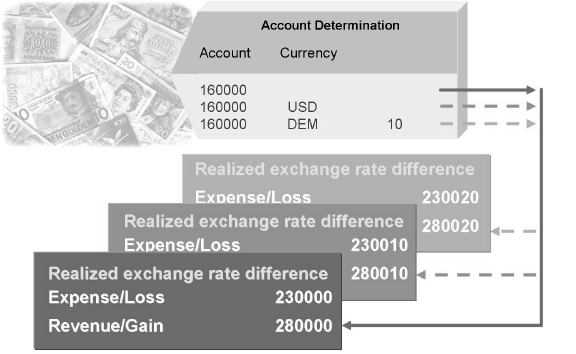 Account Determination
Account Currency
160000
160000 USD
160000 DEM 10
Realized exchange rate difference
Expense/Loss 230020
280020
Realized exchange rate difference
Expense/Loss 230010
280010
Realized exchange rate difference
Expense/Loss 230000
Revenue/Gain 280000